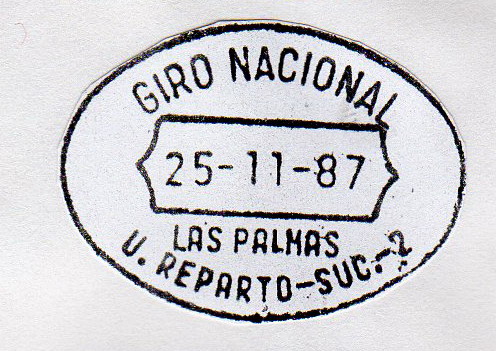 GIRO NACIONAL
25-11-87
LAS PALMAS
U. REPARTO-SUC.-2